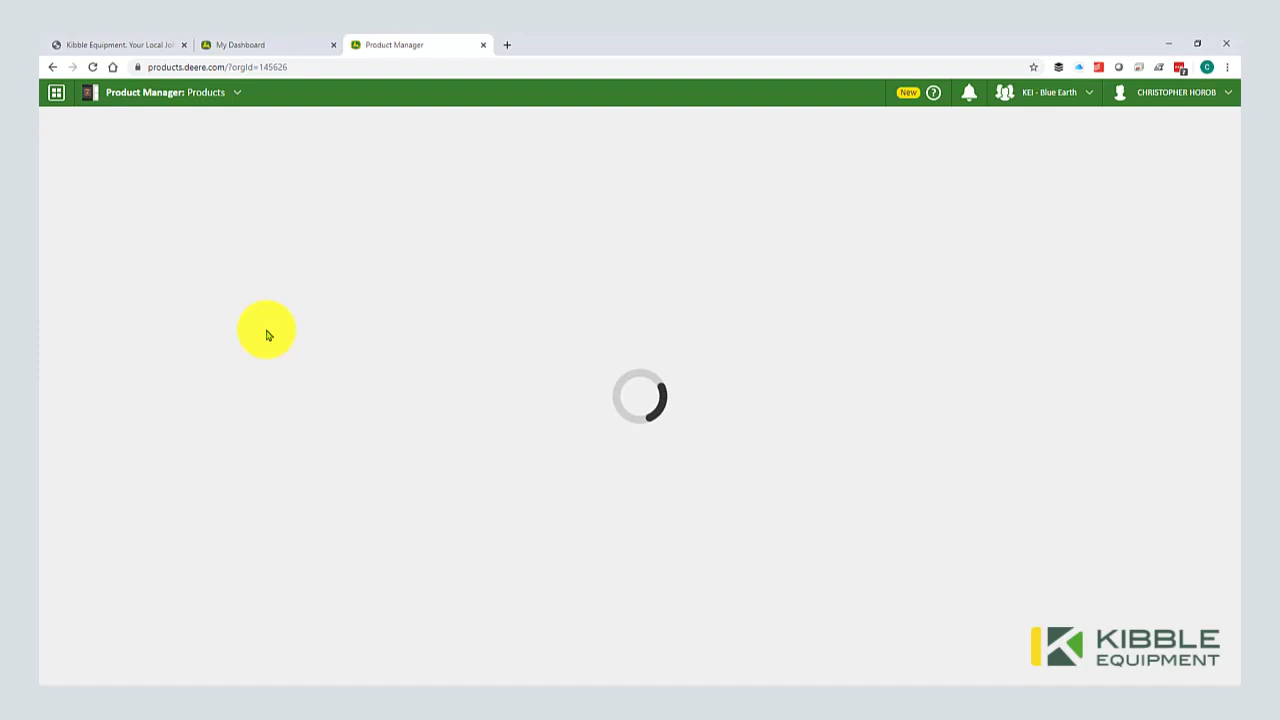 Kibble Equipment. Your Local Joh
My Dashboard
Product Manager
products.deere.com/?orgId=145626
Product Manager: Products
New
KEI - Blue Earth
CHRISTOPHER HOROB
KIBBLE
EQUIPMENT